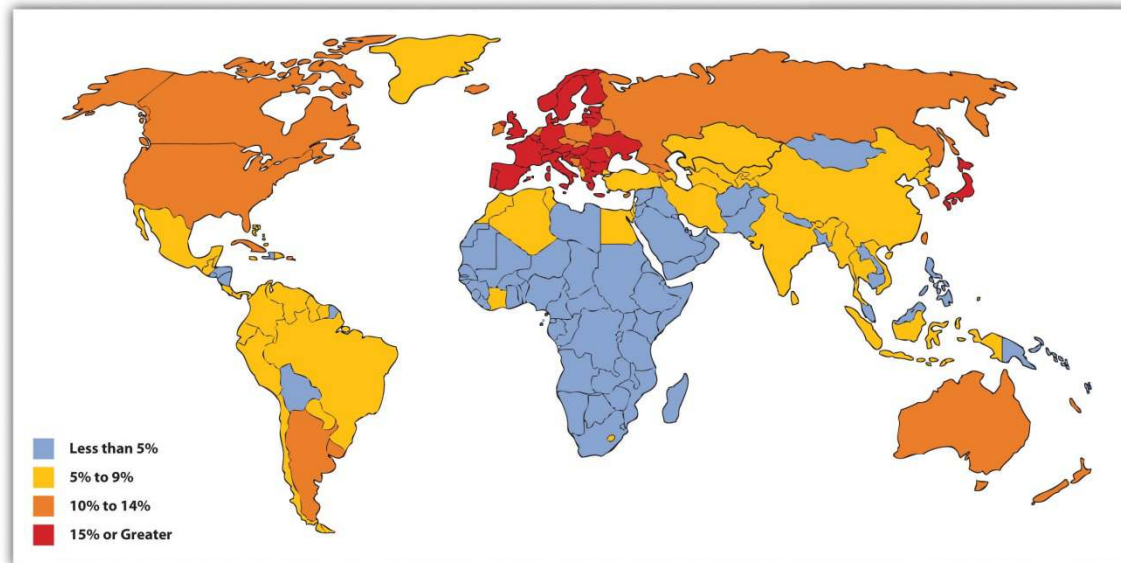 Less than 5%
5% to 9%
10% to 14%
15% or Greater